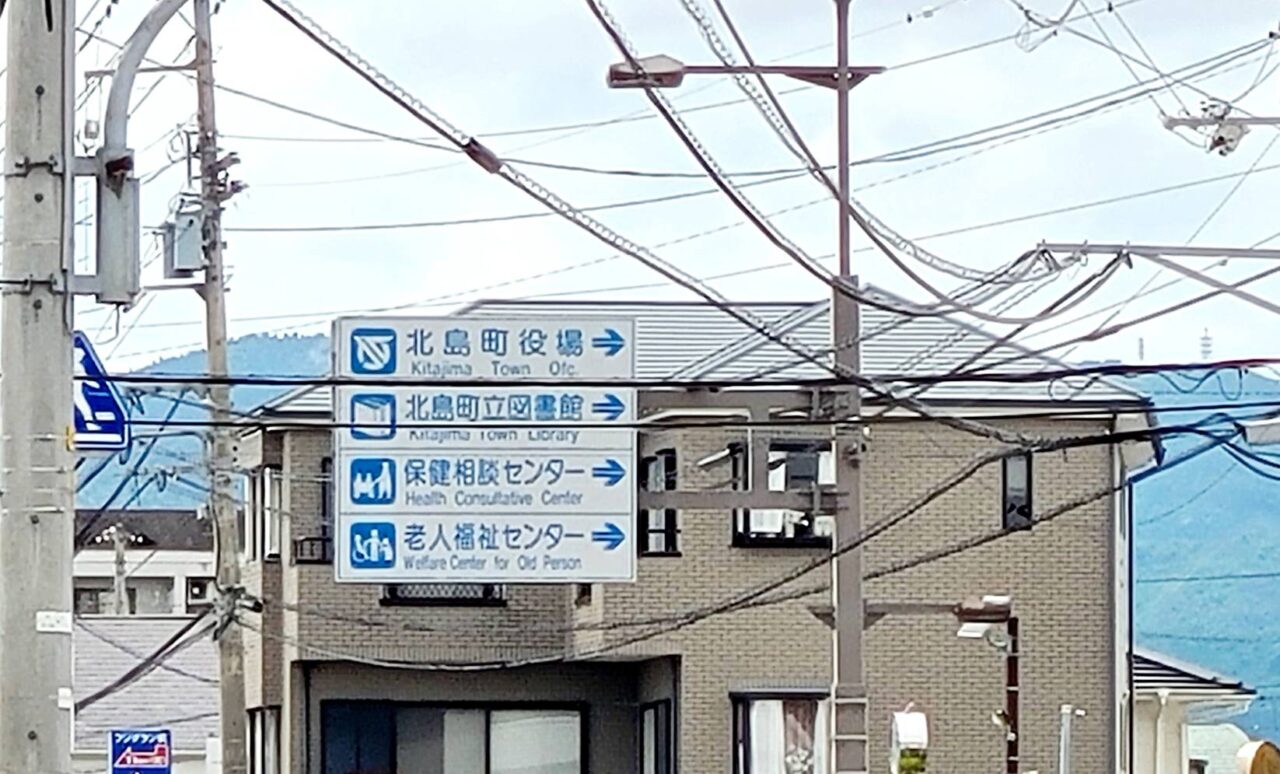 北島町役場 →
Kitajima Town Ofc.
北島町立図書館 →
Kitajima Town Library
保健相談センター →
Health Consultative Center
老人福祉センター →
Welfare Center for Old Person